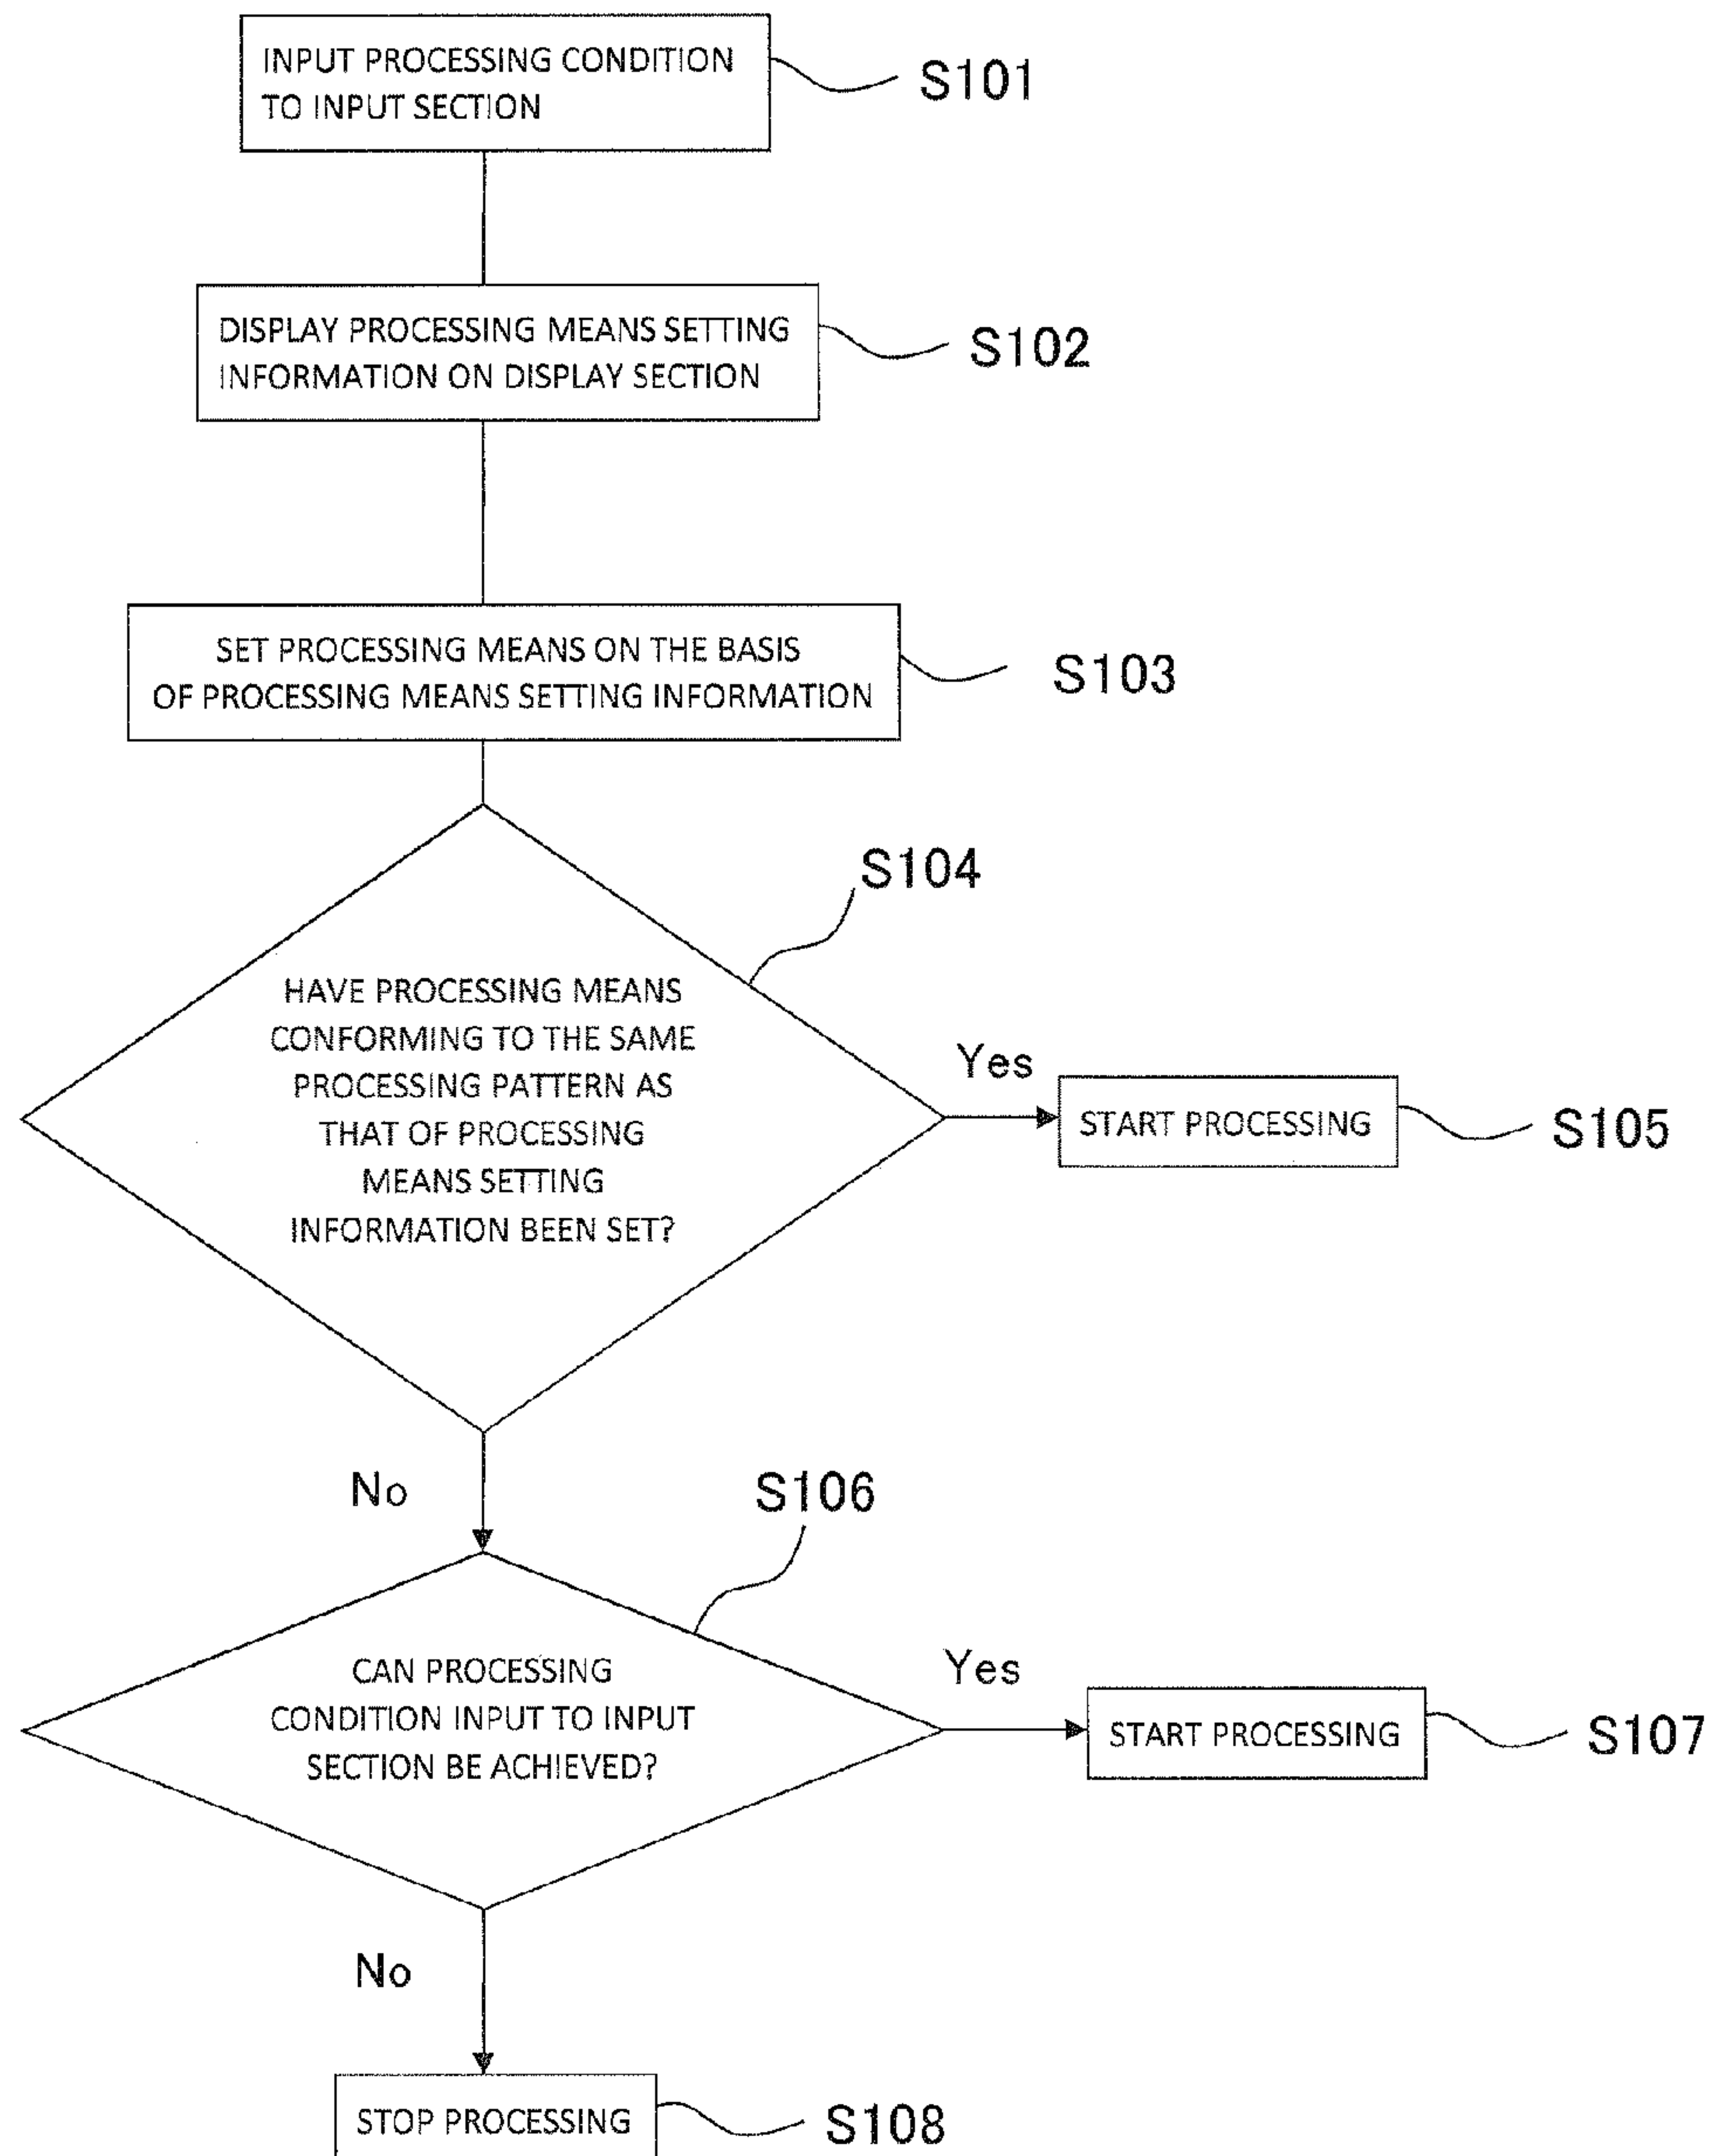 INPUT PROCESSING CONDITION
TO INPUT SECTION
S101
DISPLAY PROCESSING MEANS SETTING
INFORMATION ON DISPLAY SECTION
S102
SET PROCESSING MEANS ON THE BASIS
OF PROCESSING MEANS SETTING INFORMATION
S103
S104
HAVE PROCESSING MEANS
CONFORMING TO THE SAME
PROCESSING PATTERN AS
THAT OF PROCESSING
MEANS SETTING
INFORMATION BEEN SET?
Yes
START PROCESSING
S105
No
S106
CAN PROCESSING
CONDITION INPUT TO INPUT
SECTION BE ACHIEVED?
Yes
START PROCESSING
S107
No
STOP PROCESSING
S108